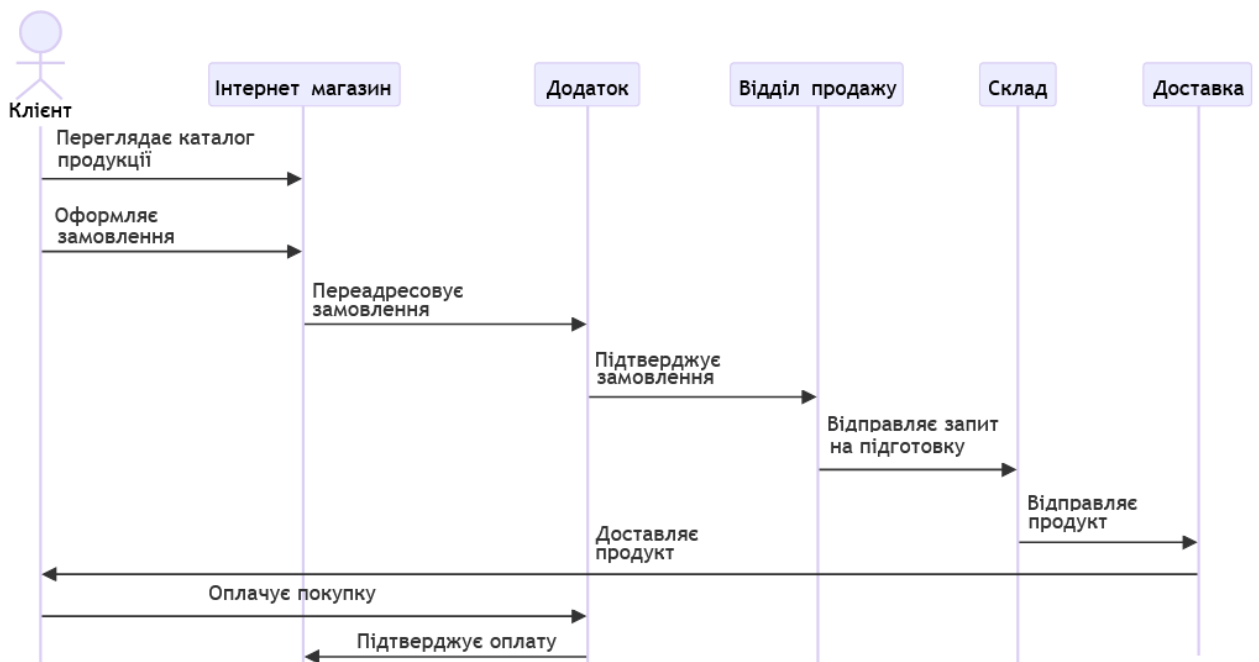 Клієнт
Інтернет магазин
Додаток
Відділ продажу
Склад
Доставка
Переглядає каталог
продукції
Оформляє
замовлення
Переадресовує
замовлення
Підтверджує
замовлення
Відправляє запит
на підготовку
Відправляє
продукт
Доставляє
продукт
Оплачує покупку
Підтверджує оплату